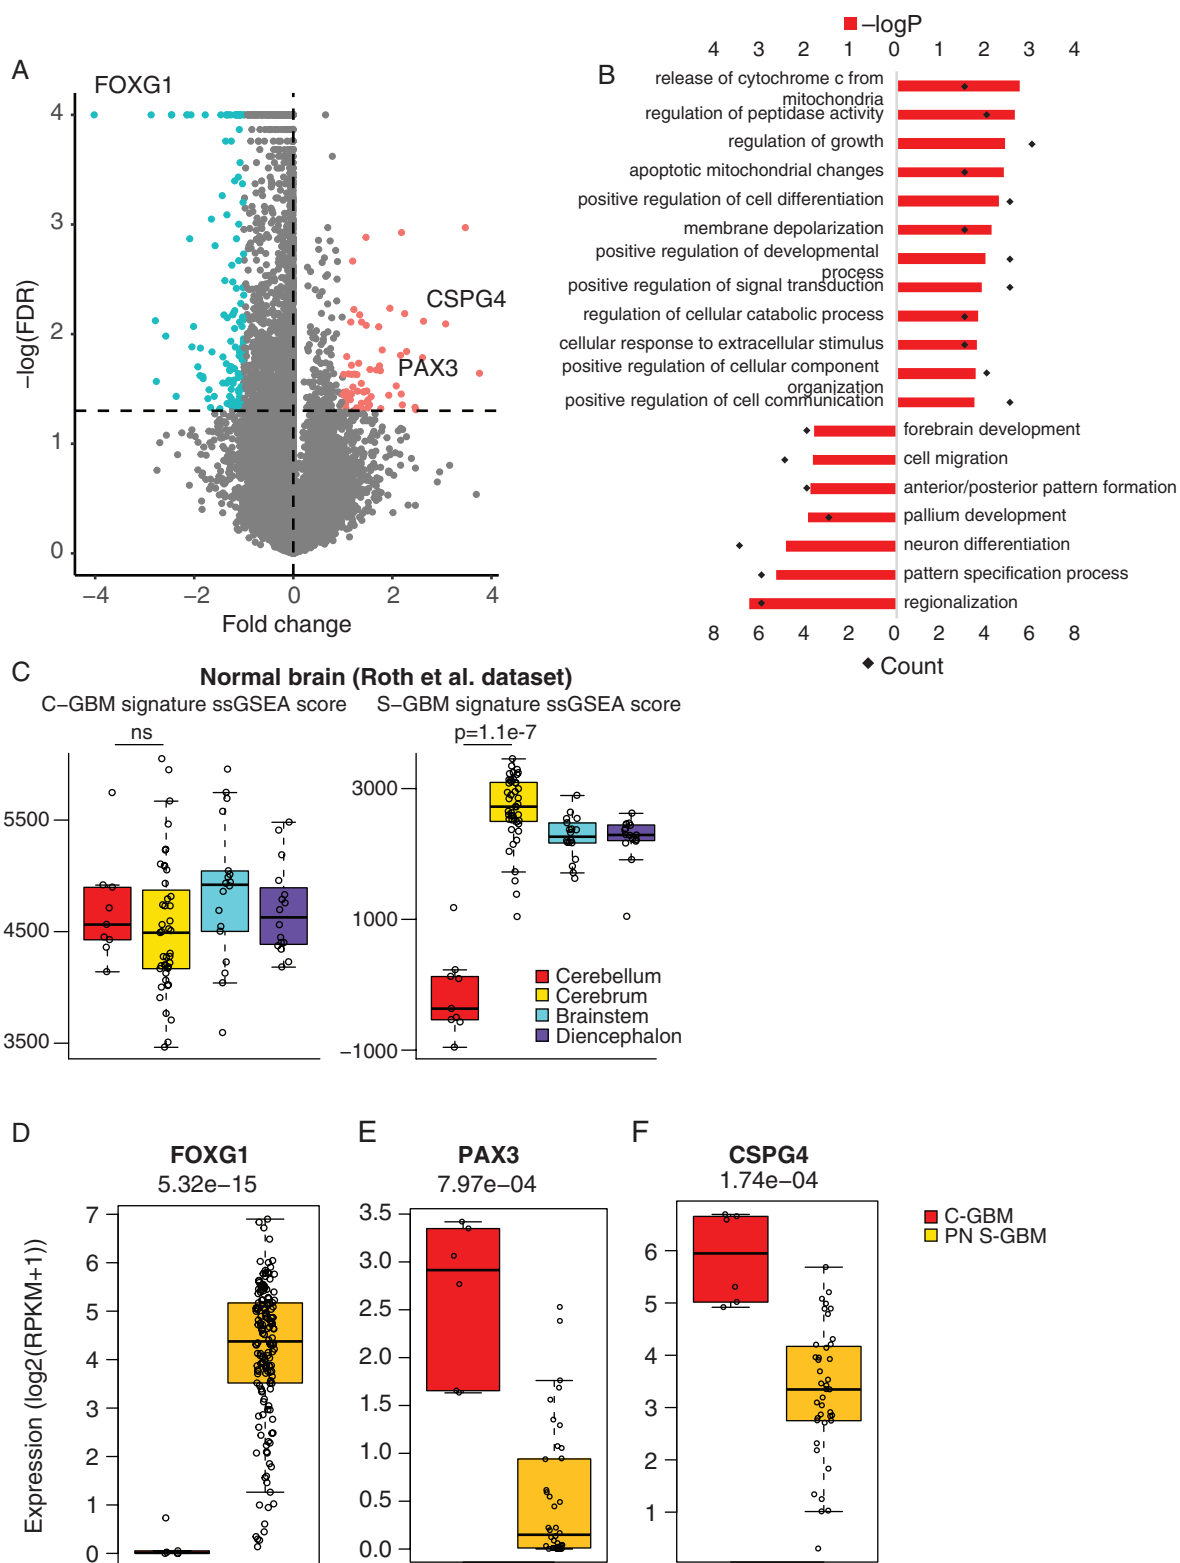 A
FOXG1
CSPG4
PAX3
−log(FDR)
4
3
2
1
0
−4
−2
0
2
4
Fold change
B
−logP
4 3 2 1 0 1 2 3 4
release of cytochrome c from
mitochondria
regulation of peptidase activity
regulation of growth
apoptotic mitochondrial changes
positive regulation of cell differentiation
membrane depolarization
positive regulation of developmental
process
positive regulation of signal transduction
regulation of cellular catabolic process
cellular response to extracellular stimulus
positive regulation of cellular component
organization
positive regulation of cell communication
forebrain development
cell migration
anterior/posterior pattern formation
pallium development
neuron differentiation
pattern specification process
regionalization
8 6 4 2 0 2 4 6 8
Count
C
Normal brain (Roth et al. dataset)
C−GBM signature ssGSEA score
ns
5500
4500
3500
S−GBM signature ssGSEA score
p=1.1e-7
3000
1000
−1000
Cerebellum
Cerebrum
Brainstem
Diencephalon
D
FOXG1
5.32e−15
Expression (log2(RPKM+1))
7
6
5
4
3
2
1
0
E
PAX3
7.97e−04
3.5
3.0
2.5
2.0
1.5
1.0
0.5
0.0
F
CSPG4
1.74e−04
6
5
4
3
2
1
C-GBM
PN S-GBM